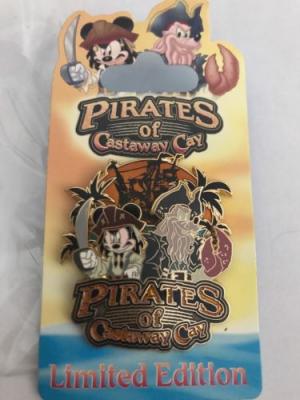 PIRATES
of
Castaway Cay
PIRATES
of
Castaway Cay
Limited Edition